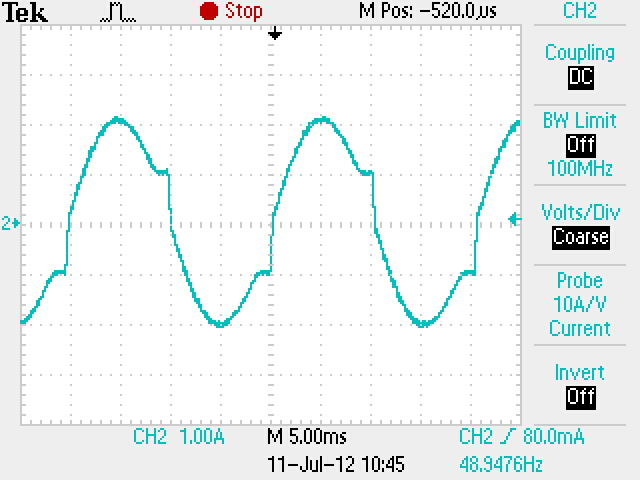 Tek Stop M Pos: -520.0µs CH2
Coupling
DC
BW Limit
Off
100MHz
2
Volts/Div
Coarse
Probe
10A/V
Current
Invert
Off
CH2 1.00A M 5.00ms CH2 80.0mA
11-Jul-12 10:45 48.9476Hz